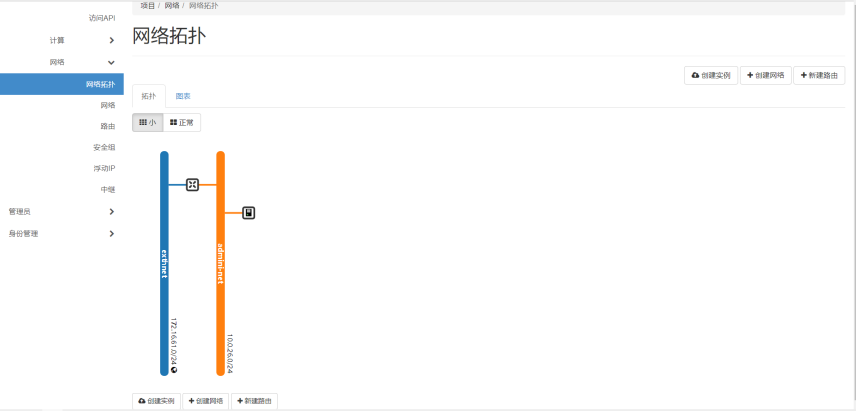 项目 / 网络 / 网络拓扑
访问API
计算
网络
网络拓扑
网络
路由
安全组
浮动IP
中继
管理员
身份管理
网络拓扑
创建实例 + 创建网络 + 新建路由
拓扑 图表
小 正常
exthnet
172.16.61.0/24
admini-net
10.0.26.0/24
创建实例 + 创建网络 + 新建路由